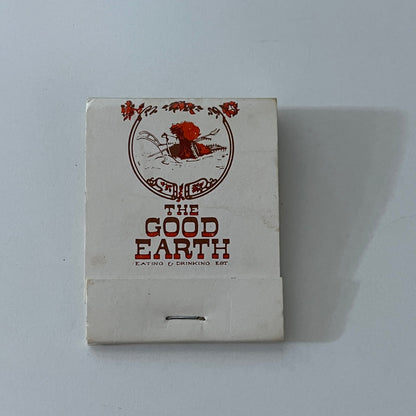 THE
GOOD
EARTH
EATING & DRINKING EST